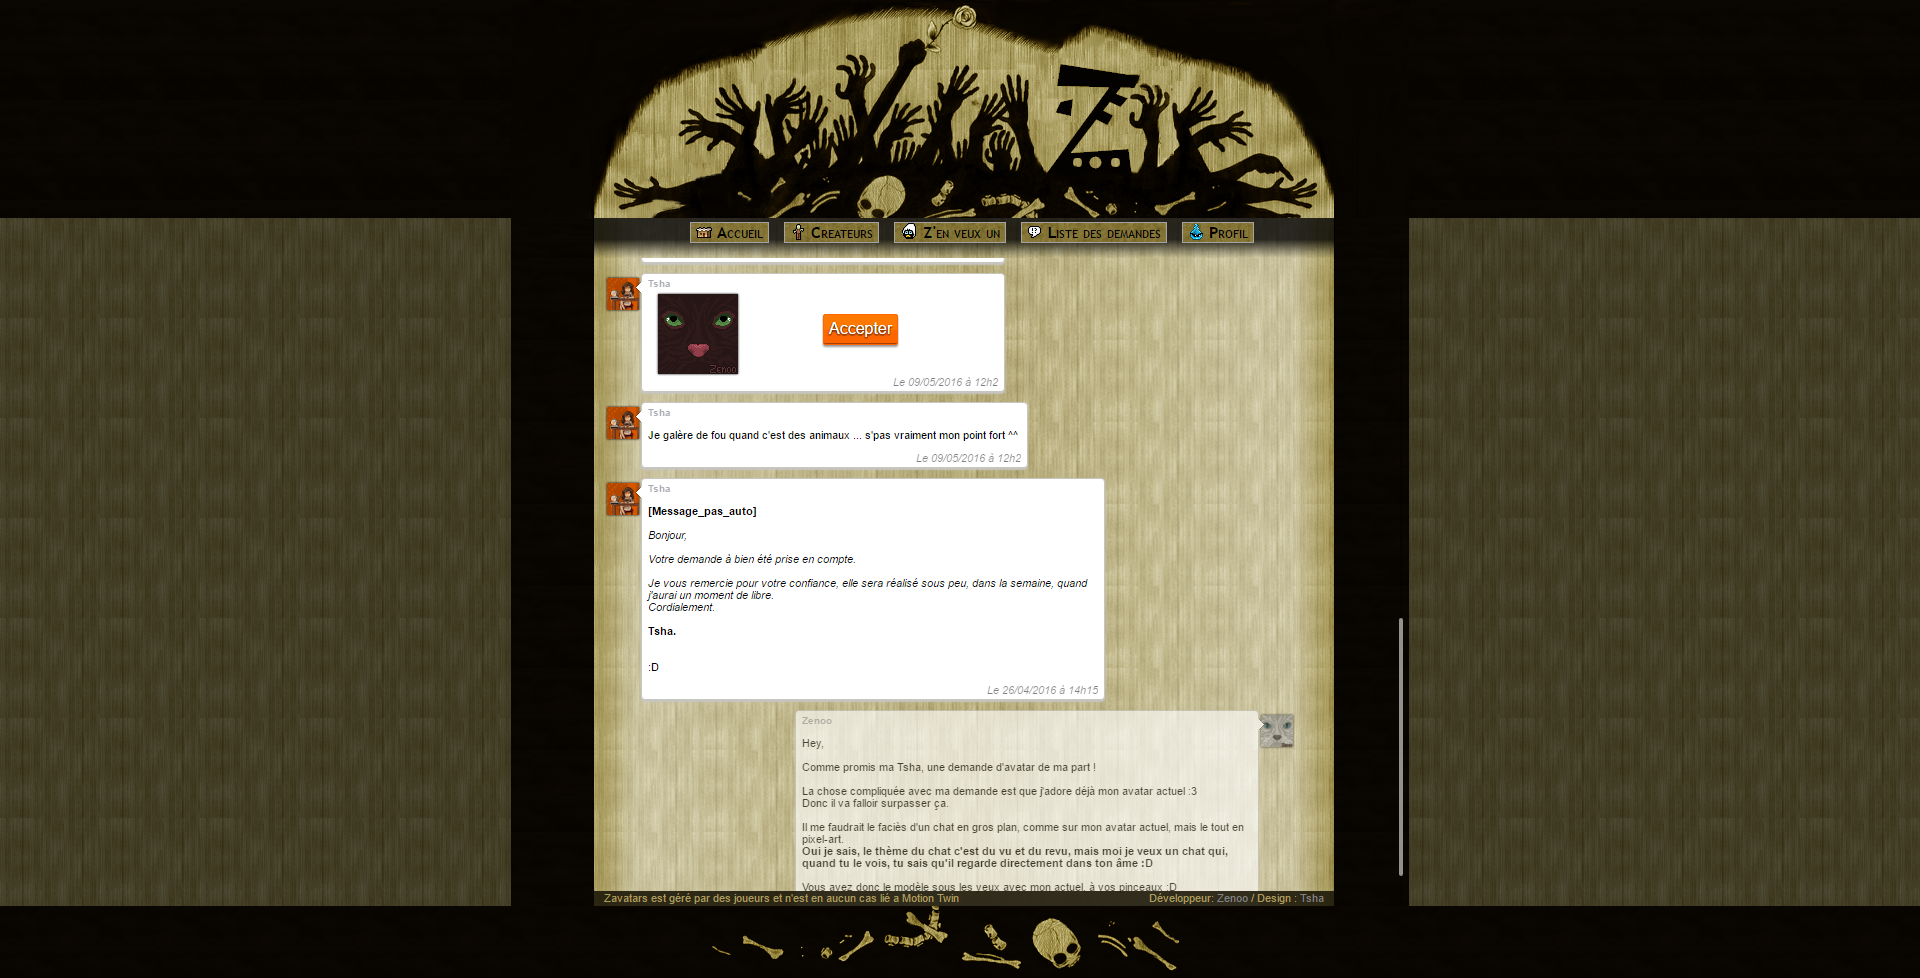 Z
Accueil
Createurs
Z'en veux un
Liste des demandes
Profil
Tsha
Zenoo
Accepter
Le 09/05/2016 à 12h2
Tsha
Je galère de fou quand c'est des animaux ... s'pas vraiment mon point fort ^^
Le 09/05/2016 à 12h2
Tsha
[Message_pas_auto]
Bonjour,
Votre demande à bien été prise en compte.
Je vous remercie pour votre confiance, elle sera réalisé sous peu, dans la semaine, quand
j'aurai un moment de libre.
Cordialement.
Tsha.
:D
Le 26/04/2016 à 14h15
Zenoo
Hey,
Comme promis ma Tsha, une demande d'avatar de ma part !
La chose compliquée avec ma demande est que j'adore déjà mon avatar actuel :3
Donc il va falloir surpasser ça.
Il me faudrait le faciès d'un chat en gros plan, comme sur mon avatar actuel, mais le tout en
pixel-art.
Oui je sais, le thème du chat c'est du vu et du revu, mais moi je veux un chat qui,
quand tu le vois, tu sais qu'il regarde directement dans ton âme :D
Vous avez donc le modèle sous les yeux avec mon actuel, à vos pinceaux :D
Zavatars est géré par des joueurs et n'est en aucun cas lié a Motion Twin
Développeur: Zenoo / Design : Tsha